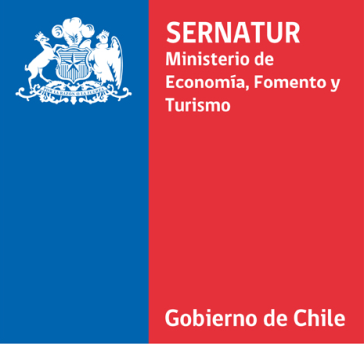 SERNATUR
Ministerio de
Economía, Fomento y
Turismo
Gobierno de Chile